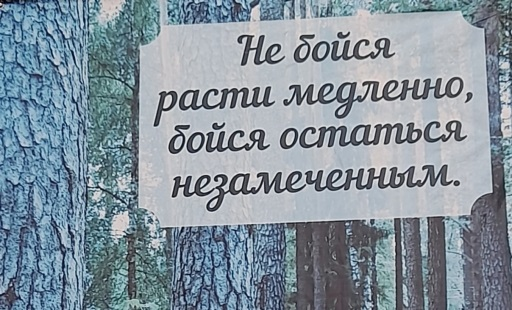 Не бойся
расти медленно,
бойся остаться
незамеченным.